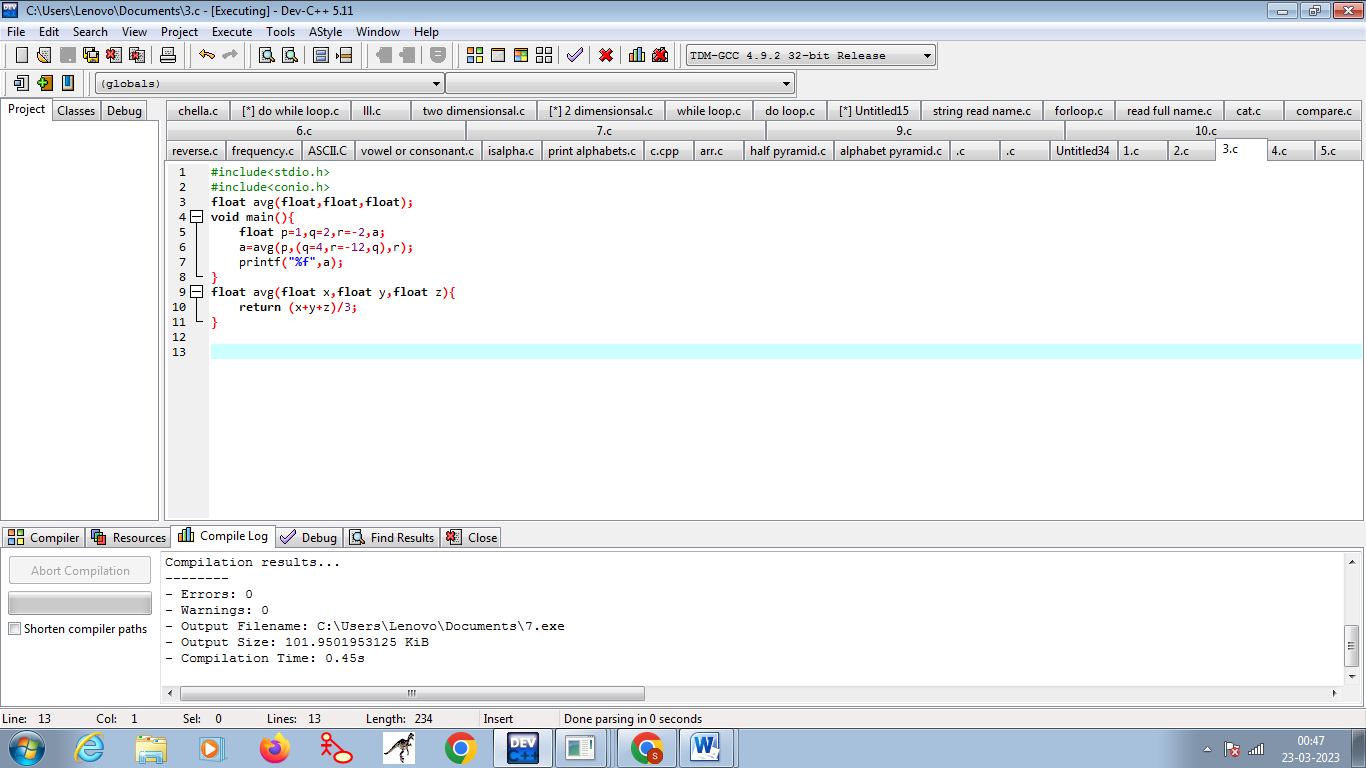 C:\Users\Lenovo\Documents\3.c - [Executing] - Dev-C++ 5.11
File Edit Search View Project Execute Tools AStyle Window Help
TDM-GCC 4.9.2 32-bit Release
(globals)
Project Classes Debug
chella.c [*] do while loop.c III.c two dimensionsal.c [*] 2 dimensionsal.c while loop.c do loop.c [*] Untitled15 string read name.c forloop.c read full name.c cat.c compare.c
6.c 7.c 9.c 10.c
reverse.c frequency.c ASCII.C vowel or consonant.c isalpha.c print alphabets.c c.cpp arr.c half pyramid.c alphabet pyramid.c .c .c Untitled34 1.c 2.c 3.c 4.c 5.c
1 #include<stdio.h>
2 #include<conio.h>
3 float avg(float,float,float);
4 void main(){
5 float p=1,q=2,r=-2,a;
6 a=avg(p,(q=4,r=-12,q),r);
7 printf("%f",a);
8 }
9 float avg(float x,float y,float z){
10 return (x+y+z)/3;
11 }
12
13
Compiler Resources Compile Log Debug Find Results Close
Abort Compilation
Shorten compiler paths
Compilation results...
--------
- Errors: 0
- Warnings: 0
- Output Filename: C:\Users\Lenovo\Documents\7.exe
- Output Size: 101.9501953125 KiB
- Compilation Time: 0.45s
Line: 13 Col: 1 Sel: 0 Lines: 13 Length: 234 Insert Done parsing in 0 seconds
DEV C++
S
W
00:47
23-03-2023